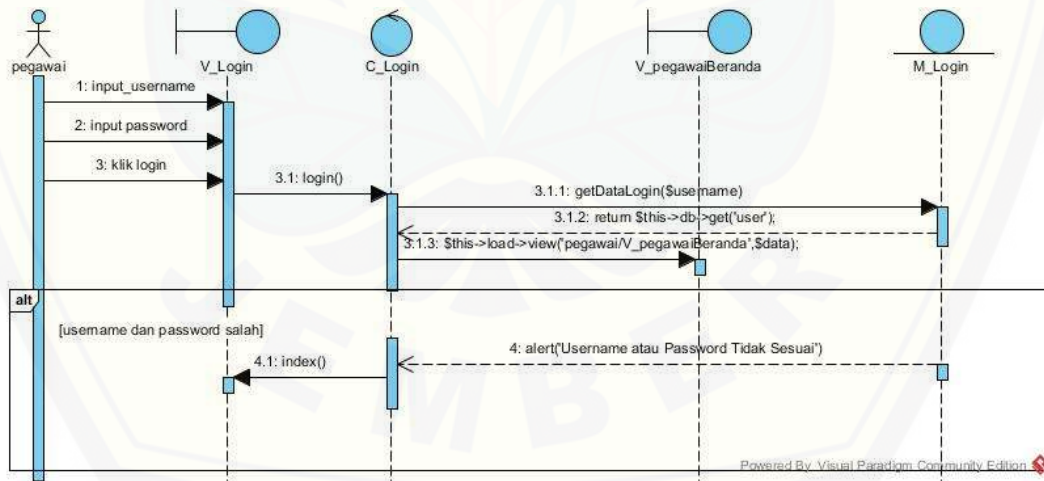 pegawai
V_Login
C_Login
V_pegawaiBeranda
M_Login
1: input_username
2: input password
3: klik login
3.1: login()
3.1.1: getDataLogin($username)
3.1.2: return $this->db->get('user');
3.1.3: $this->load->view('pegawai/V_pegawaiBeranda',$data);
alt
[username dan password salah]
4: alert('Username atau Password Tidak Sesuai')
4.1: index()
JEMBER
Powered By Visual Paradigm Community Edition